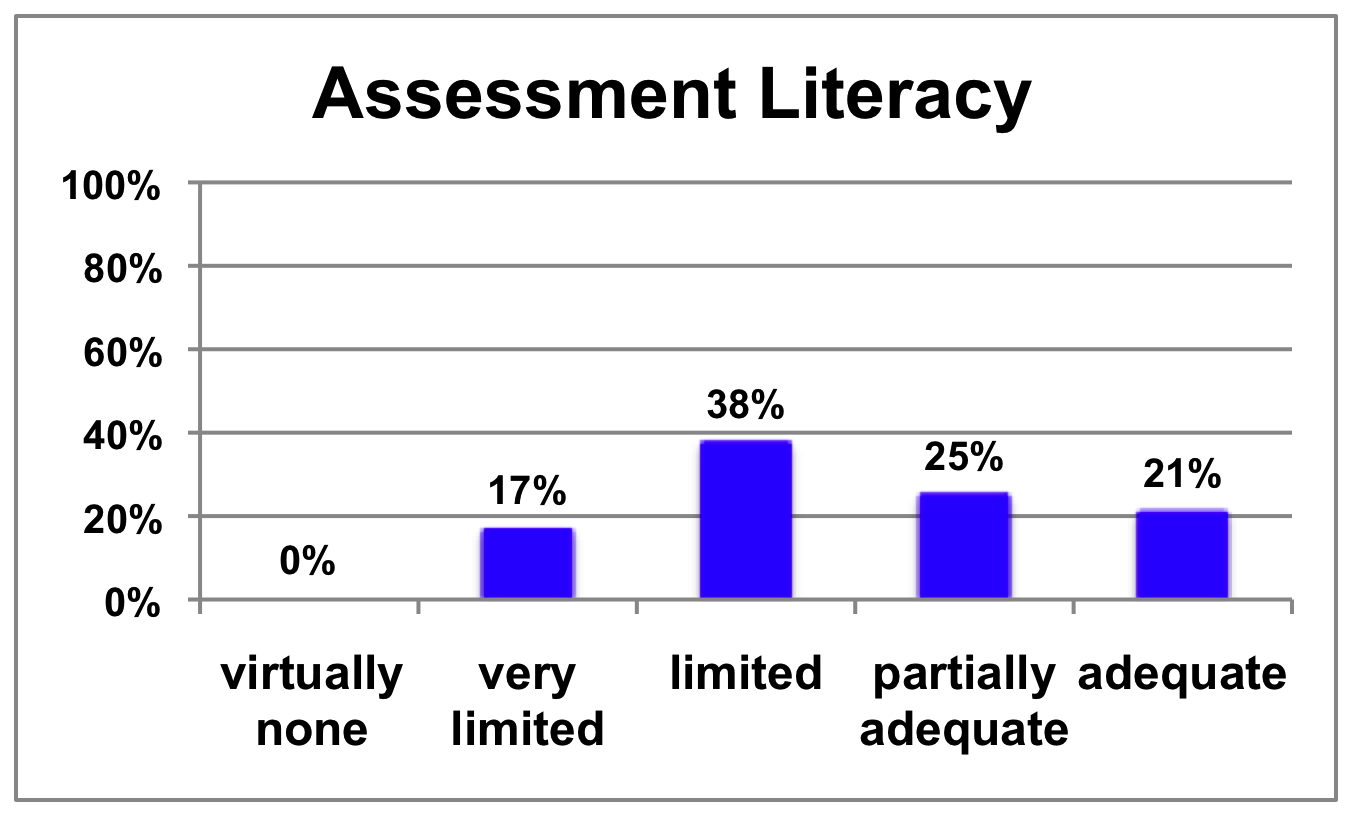 Assessment Literacy
100%
80%
60%
40%
20%
0%
0%
17%
38%
25%
21%
virtually none
very limited
limited
partially adequate
adequate